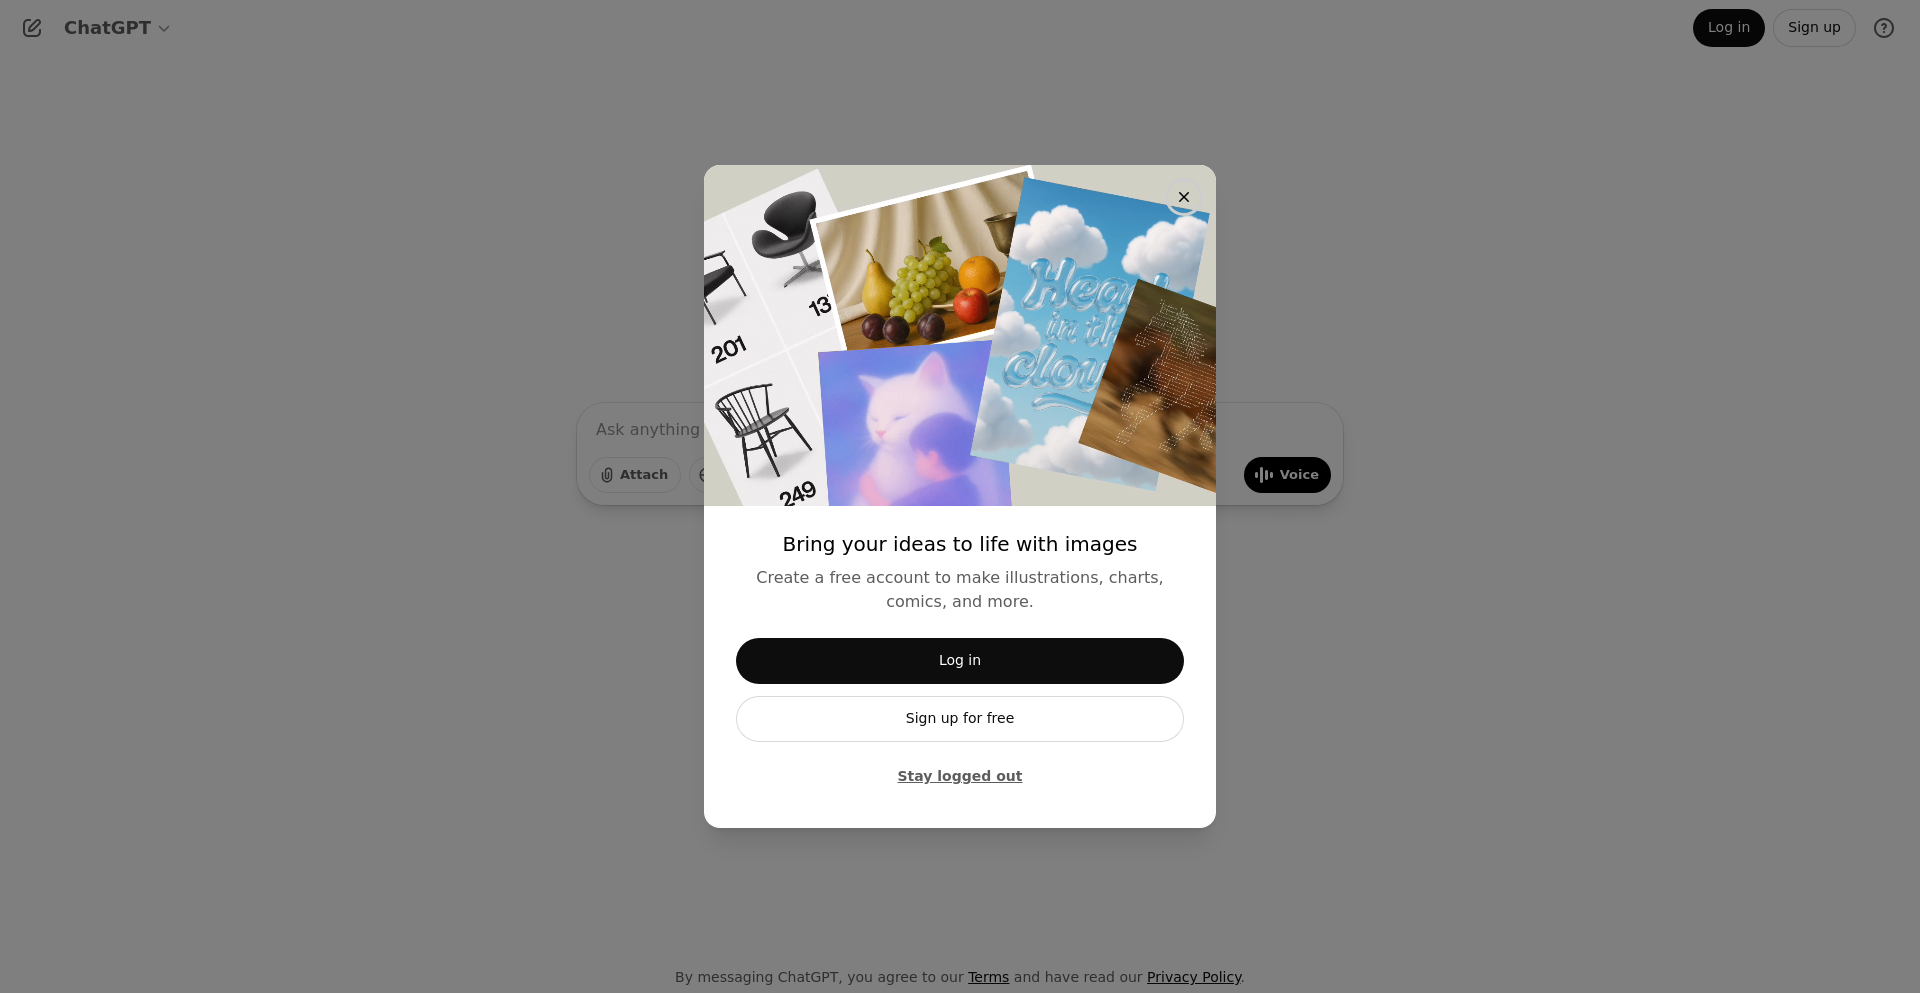 ChatGPT
Log in
Sign up
13
201
249
Head
in th
clou
Ask anything
Attach
Voice
Bring your ideas to life with images
Create a free account to make illustrations, charts,
comics, and more.
Log in
Sign up for free
Stay logged out
By messaging ChatGPT, you agree to our Terms and have read our Privacy Policy.